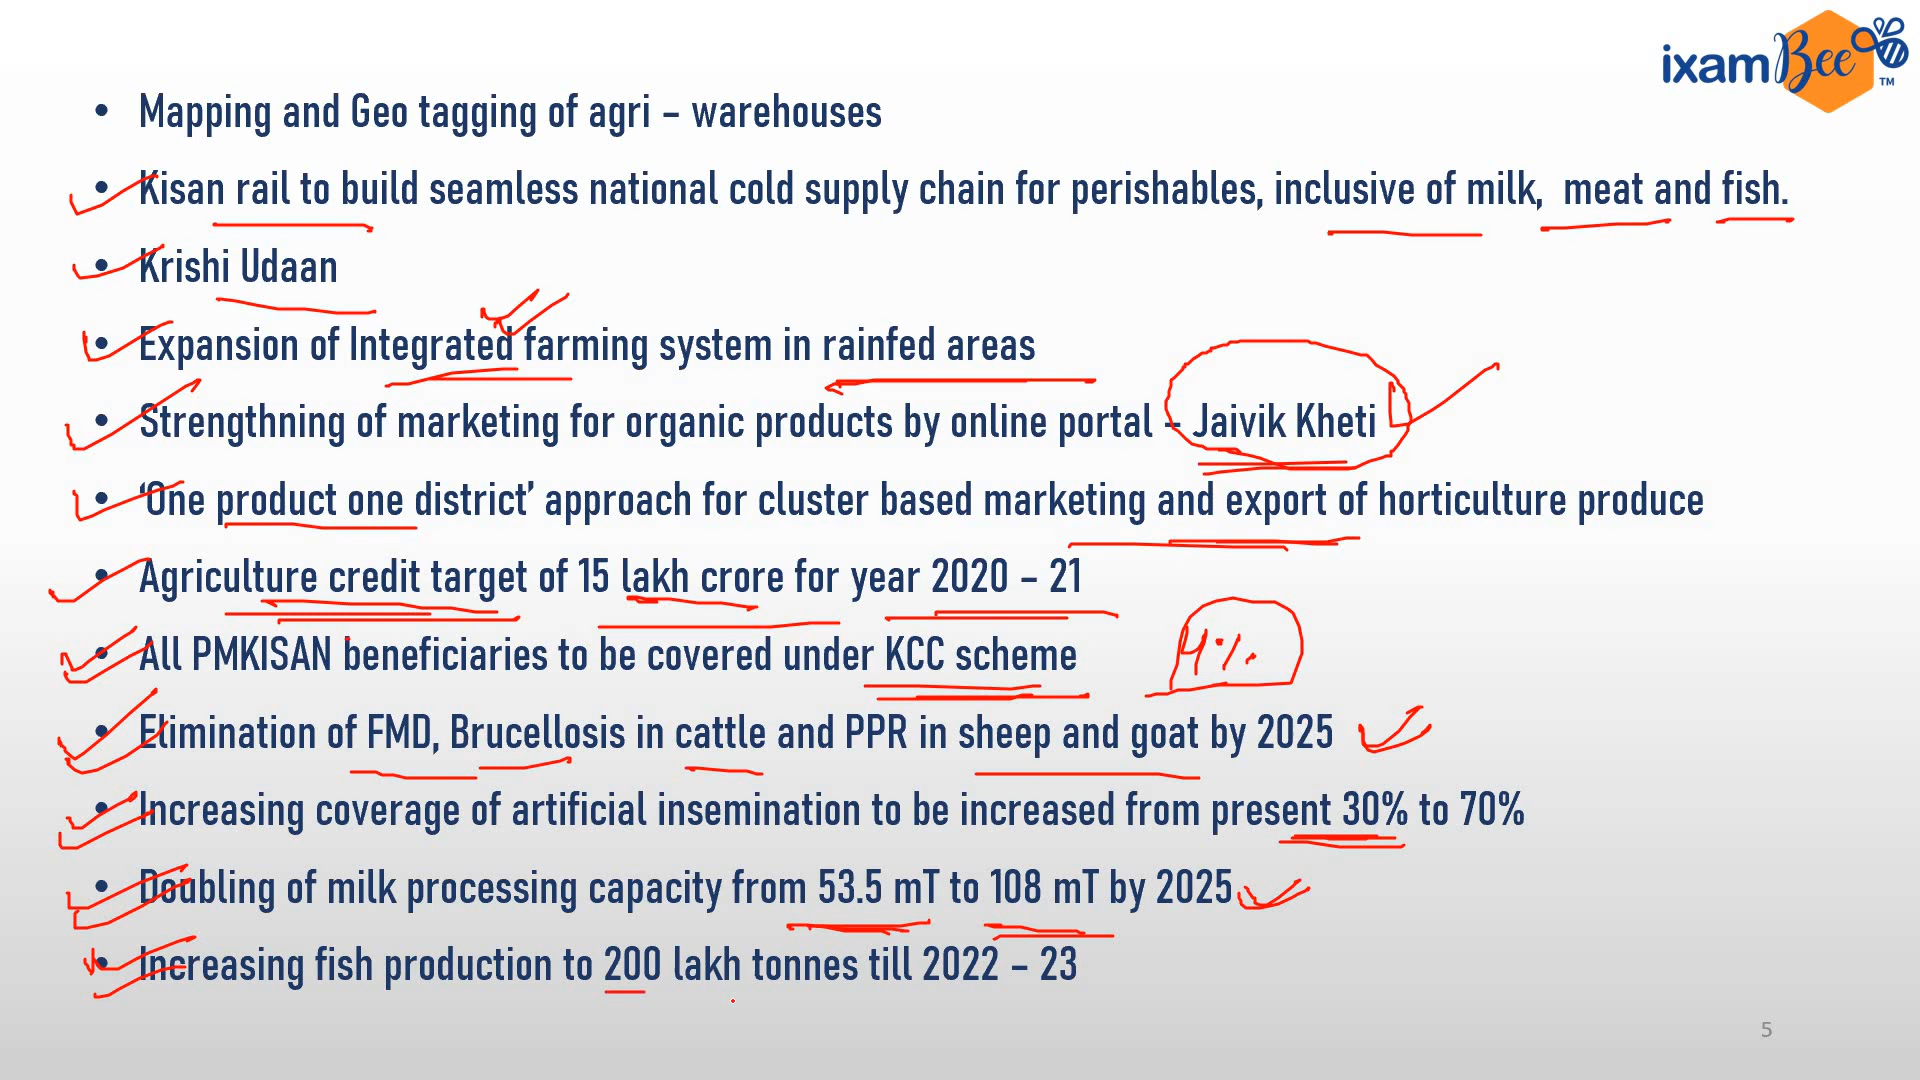 ixamBee TM
• Mapping and Geo tagging of agri – warehouses
• Kisan rail to build seamless national cold supply chain for perishables, inclusive of milk, meat and fish.
• Krishi Udaan
• Expansion of Integrated farming system in rainfed areas
• Strengthning of marketing for organic products by online portal – Jaivik Kheti
• ‘One product one district’ approach for cluster based marketing and export of horticulture produce
• Agriculture credit target of 15 lakh crore for year 2020 – 21
• All PMKISAN beneficiaries to be covered under KCC scheme 4%
• Elimination of FMD, Brucellosis in cattle and PPR in sheep and goat by 2025
• Increasing coverage of artificial insemination to be increased from present 30% to 70%
• Doubling of milk processing capacity from 53.5 mT to 108 mT by 2025
• Increasing fish production to 200 lakh tonnes till 2022 – 23
5